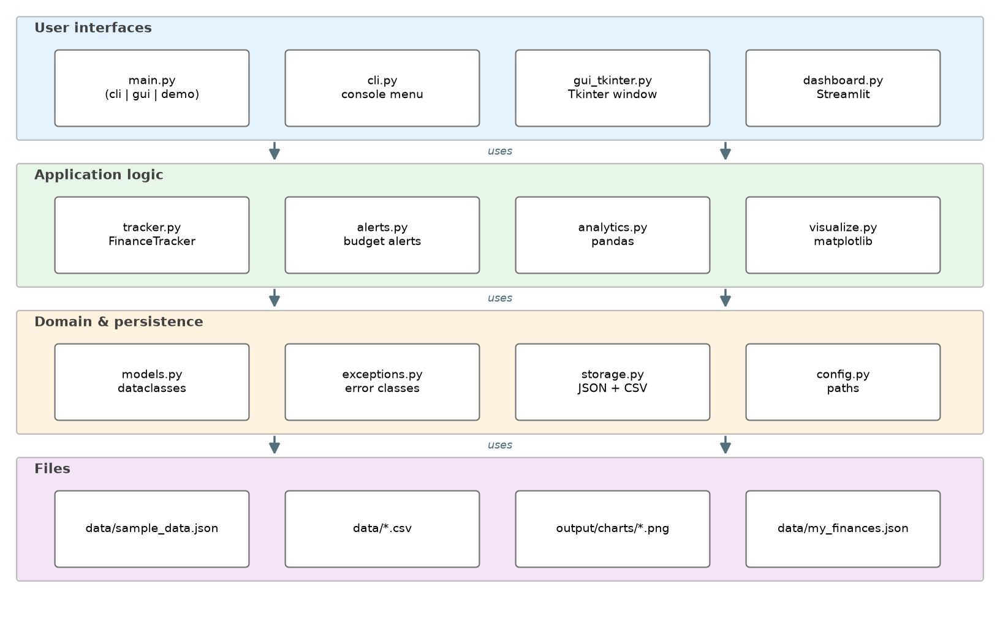 User interfaces
main.py
(cli | gui | demo)
cli.py
console menu
gui_tkinter.py
Tkinter window
dashboard.py
Streamlit
uses
Application logic
tracker.py
FinanceTracker
alerts.py
budget alerts
analytics.py
pandas
visualize.py
matplotlib
uses
Domain & persistence
models.py
dataclasses
exceptions.py
error classes
storage.py
JSON + CSV
config.py
paths
uses
Files
data/sample_data.json
data/*.csv
output/charts/*.png
data/my_finances.json